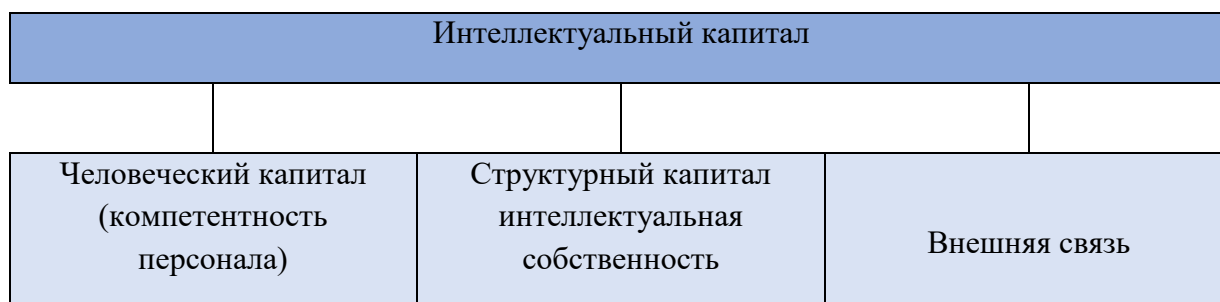 Интеллектуальный капитал
Человеческий капитал
(компетентность
персонала)
Структурный капитал
интеллектуальная
собственность
Внешняя связь